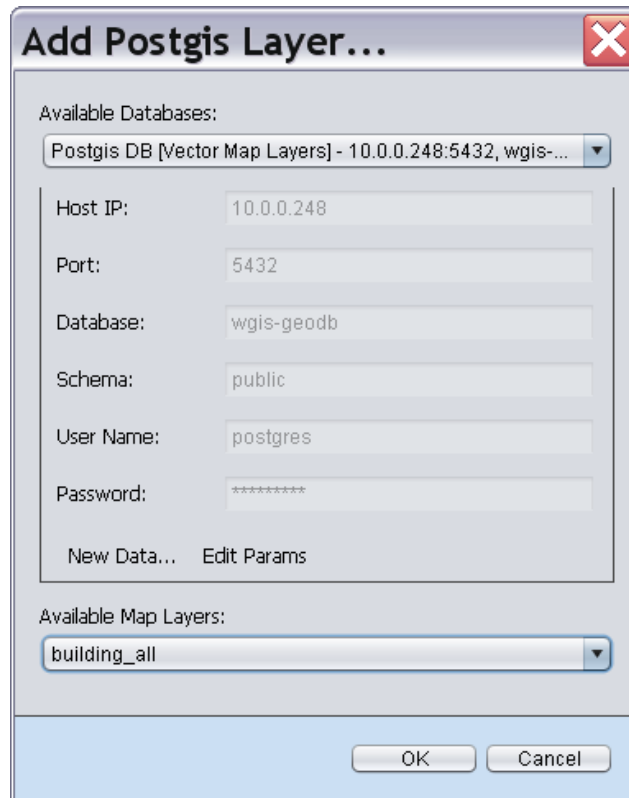 Add Postgis Layer...
Available Databases:
Postgis DB [Vector Map Layers] - 10.0.0.248:5432, wgis-...
Host IP: 10.0.0.248
Port: 5432
Database: wgis-geodb
Schema: public
User Name: postgres
Password: *********
New Data... Edit Params
Available Map Layers:
building_all
OK Cancel